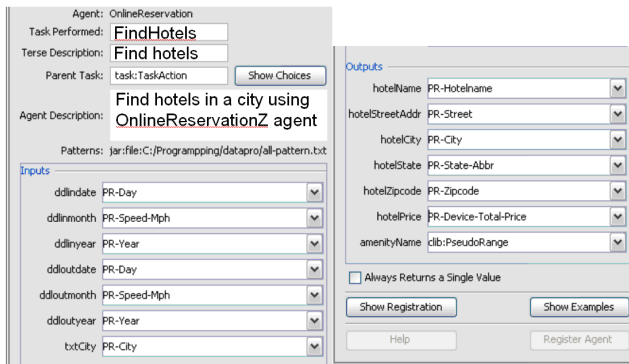 Agent: OnlineReservation
Task Performed: FindHotels
Terse Description: Find hotels
Parent Task: task:TaskAction Show Choices
Agent Description: Find hotels in a city using
OnlineReservationZ agent
Patterns: jar:file:C:/Programpping/datapro/all-pattern.txt
Inputs
ddlindate PR-Day
ddlinmonth PR-Speed-Mph
ddlinyear PR-Year
ddloutdate PR-Day
ddloutmonth PR-Speed-Mph
ddloutyear PR-Year
txtCity PR-City
Outputs
hotelName PR-Hotelname
hotelStreetAddr PR-Street
hotelCity PR-City
hotelState PR-State-Abbr
hotelZipcode PR-Zipcode
hotelPrice PR-Device-Total-Price
amenityName clib:PseudoRange
Always Returns a Single Value
Show Registration Show Examples
Help Register Agent